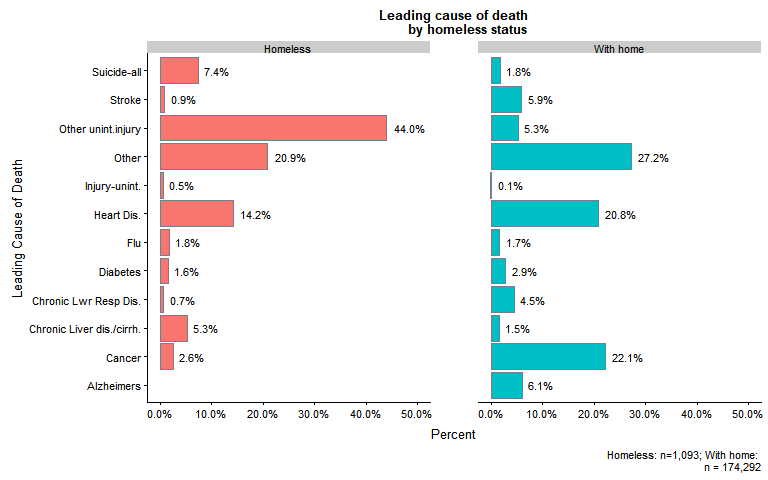 Leading cause of death
by homeless status
Homeless
With home
Leading Cause of Death
Suicide-all
7.4%
1.8%
Stroke
0.9%
5.9%
Other unint.injury
44.0%
5.3%
Other
20.9%
27.2%
Injury-unint.
0.5%
0.1%
Heart Dis.
14.2%
20.8%
Flu
1.8%
1.7%
Diabetes
1.6%
2.9%
Chronic Lwr Resp Dis.
0.7%
4.5%
Chronic Liver dis./cirrh.
5.3%
1.5%
Cancer
2.6%
22.1%
Alzheimers
6.1%
0.0% 10.0% 20.0% 30.0% 40.0% 50.0%
0.0% 10.0% 20.0% 30.0% 40.0% 50.0%
Percent
Homeless: n=1,093; With home:
n = 174,292